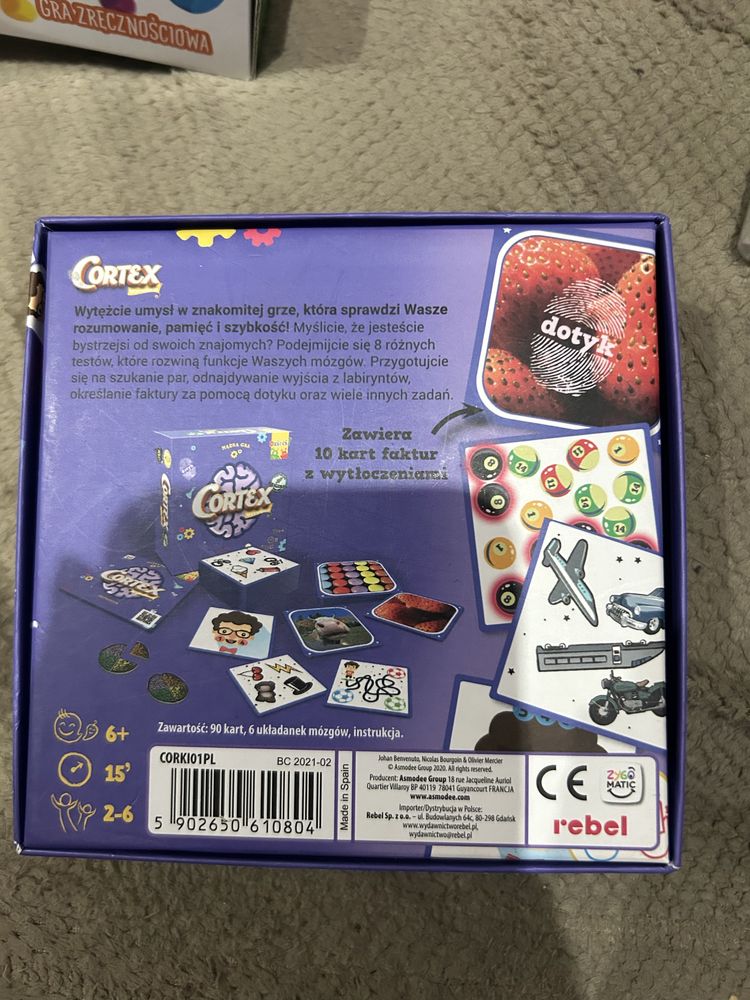 GRA ZRĘCZNOŚCIOWA
CORTEX
Wytężcie umysł w znakomitej grze, która sprawdzi Wasze
rozumowanie, pamięć i szybkość! Myślicie, że jesteście
bystrzejsi od swoich znajomych? Podejmijcie się 8 różnych
testów, które rozwiną funkcje Waszych mózgów. Przygotujcie
się na szukanie par, odnajdywanie wyjścia z labiryntów,
określanie faktury za pomocą dotyku oraz wiele innych zadań.
dotyk
Zawiera
10 kart faktur
z wytłoczeniami
CORTEX
CORTEX
6+
15'
2-6
Zawartość: 90 kart, 6 układanek mózgów, instrukcja.
CORKI01PL
BC 2021-02
5 902650 610804
Made in Spain
Johan Benvenuto, Nicolas Bourgoin & Olivier Mercier
© Asmodee Group 2020. All rights reserved.
Producent: Asmodee Group 18 rue Jacqueline Auriol
Quartier Villaroy BP 40119 78041 Guyancourt FRANCJA
www.asmodee.com
Importer/Dystrybucja w Polsce:
Rebel Sp. z o.o. – ul. Budowlanych 64c, 80-298 Gdańsk
www.wydawnictworebel.pl,
wydawnictwo@rebel.pl
CE
ZYGO
MATIC
rebel